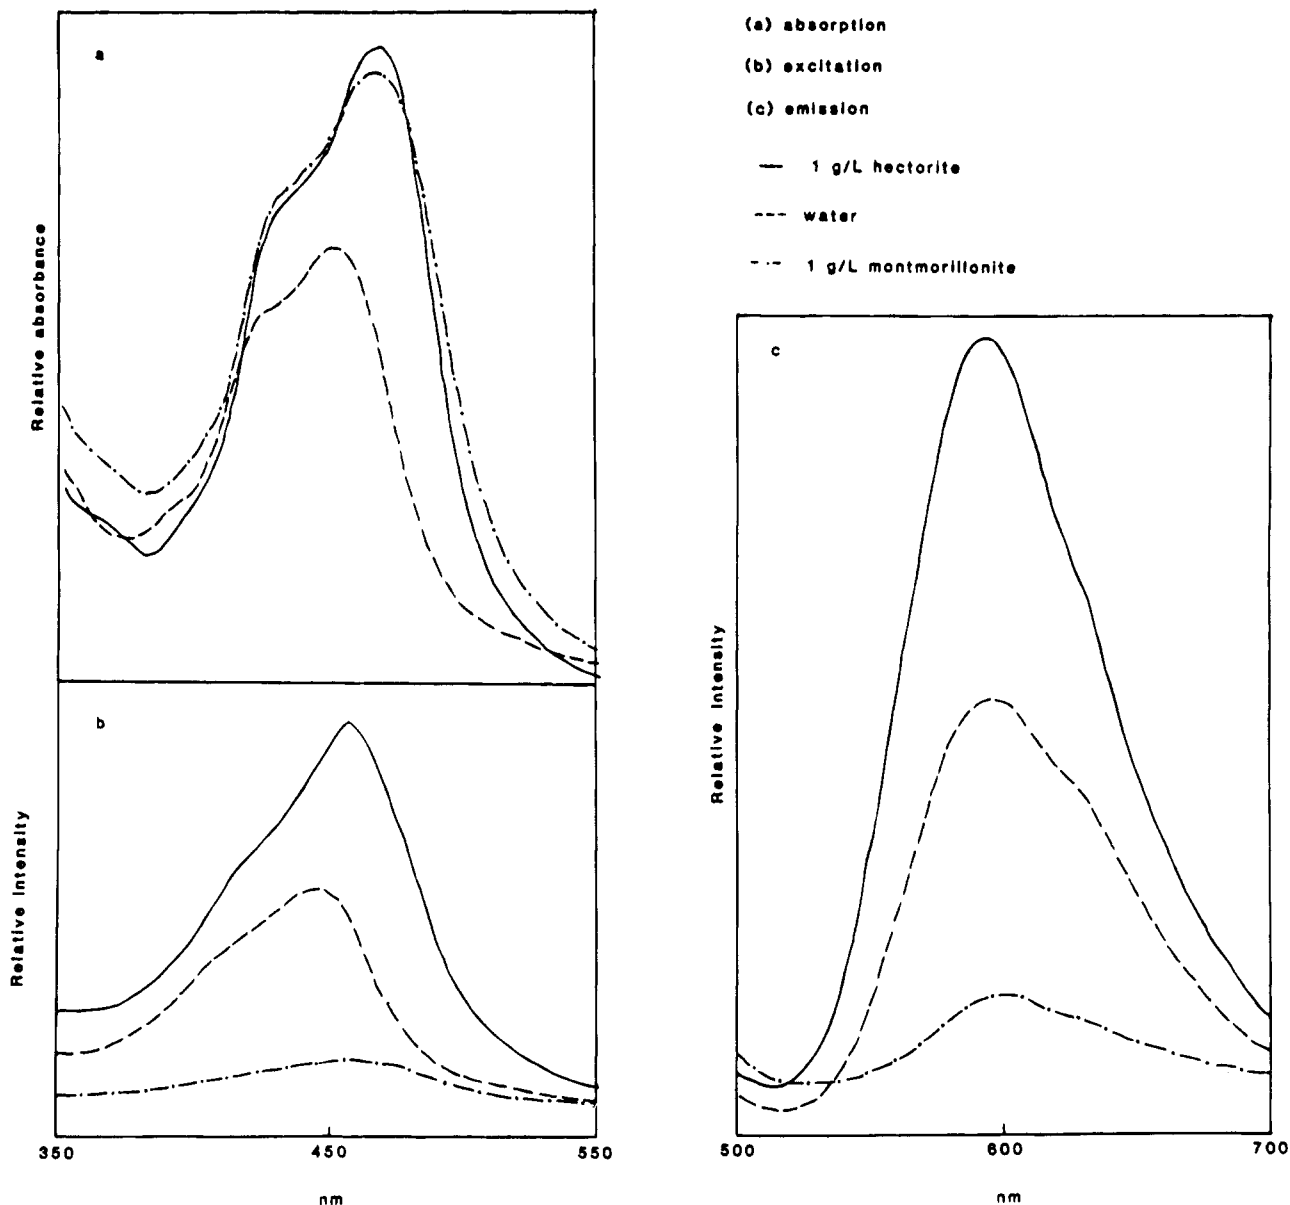 a
Relative absorbance
b
Relative Intensity
350
450
550
nm
(a) absorption
(b) excitation
(c) emission
1 g/L hectorite
water
1 g/L montmorillonite
c
Relative Intensity
500
600
700
nm